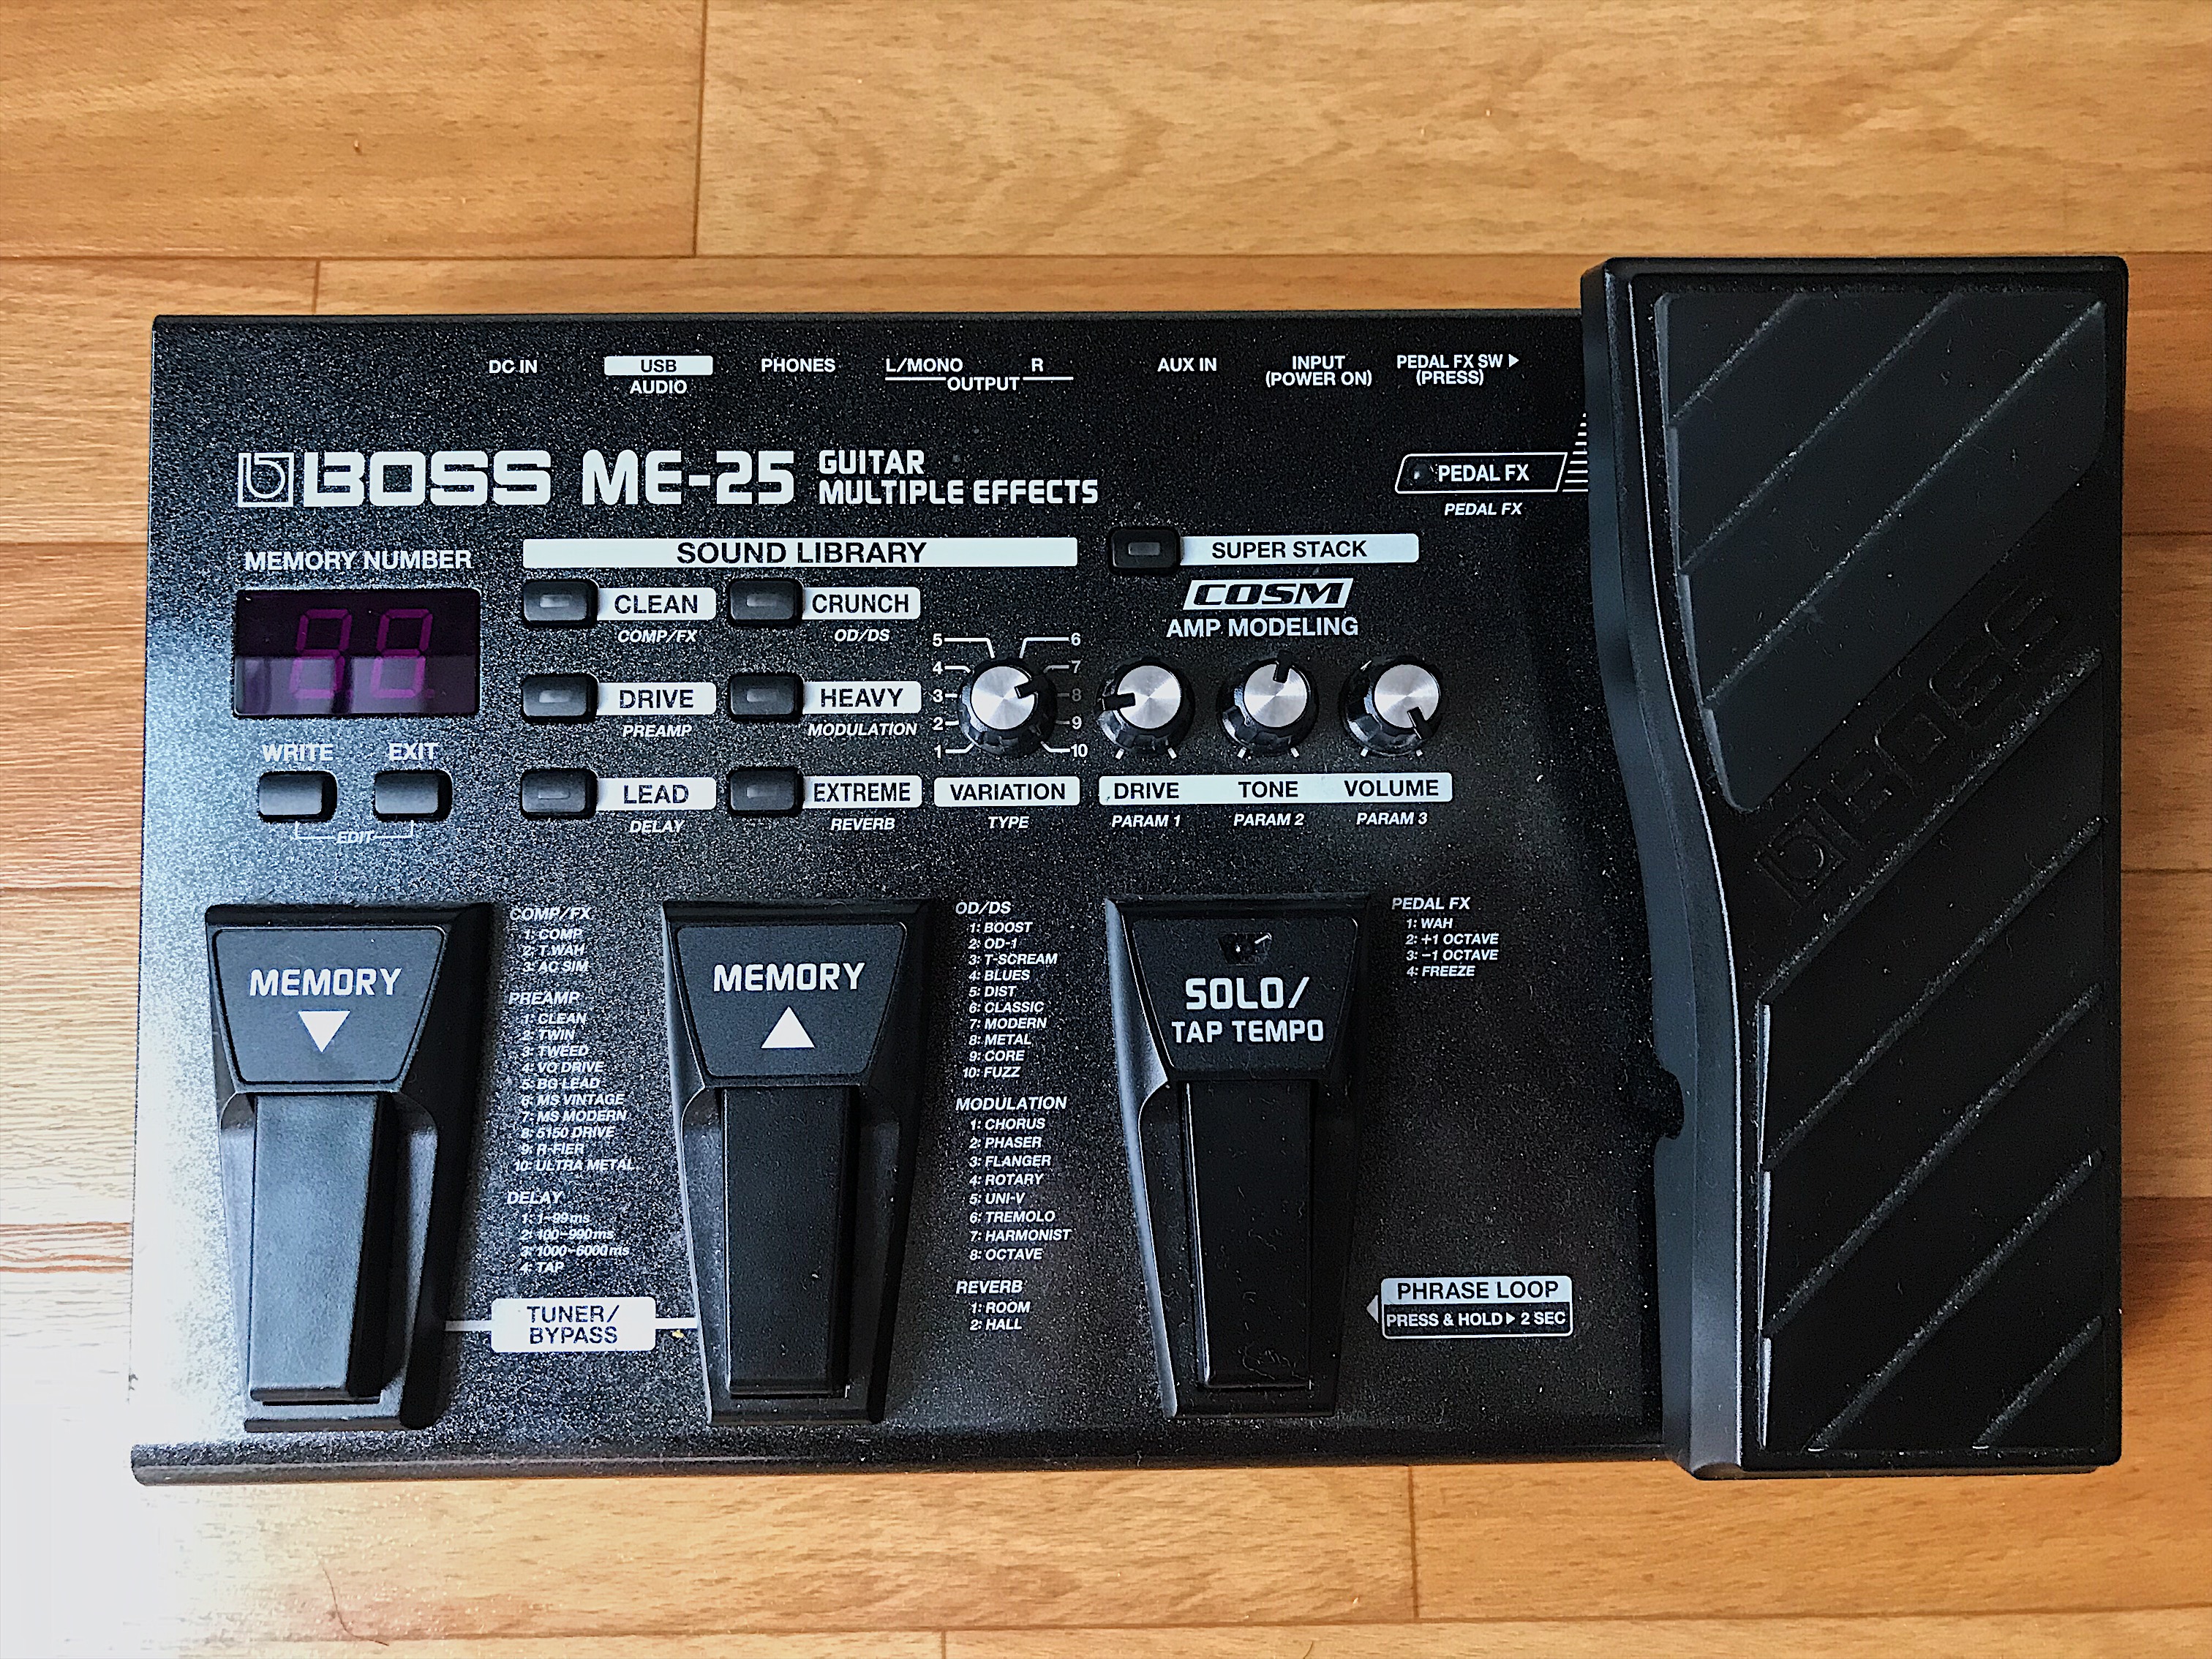 DC IN
USB
AUDIO
PHONES
L/MONO R
OUTPUT
AUX IN
INPUT
(POWER ON)
PEDAL FX SW ▶
(PRESS)
BOSS ME-25 GUITAR
MULTIPLE EFFECTS
PEDAL FX
PEDAL FX
MEMORY NUMBER
88
WRITE EXIT
EDIT
SOUND LIBRARY
CLEAN
COMP/FX
CRUNCH
OD/DS
DRIVE
PREAMP
HEAVY
MODULATION
LEAD
DELAY
EXTREME
REVERB
5 6
4 7
3 8
2 9
1 10
VARIATION
TYPE
SUPER STACK
COSM
AMP MODELING
DRIVE TONE VOLUME
PARAM 1 PARAM 2 PARAM 3
MEMORY
▼
COMP/FX
1: COMP
2: T.WAH
3: AC SIM
PREAMP
1: CLEAN
2: TWIN
3: TWEED
4: VO DRIVE
5: BG LEAD
6: MS VINTAGE
7: MS MODERN
8: 5150 DRIVE
9: R-FIER
10: ULTRA METAL
DELAY
1: 1–99ms
2: 100–990ms
3: 1000–6000ms
4: TAP
TUNER/
BYPASS
MEMORY
▲
OD/DS
1: BOOST
2: OD-1
3: T-SCREAM
4: BLUES
5: DIST
6: CLASSIC
7: MODERN
8: METAL
9: CORE
10: FUZZ
MODULATION
1: CHORUS
2: PHASER
3: FLANGER
4: ROTARY
5: UNI-V
6: TREMOLO
7: HARMONIST
8: OCTAVE
REVERB
1: ROOM
2: HALL
SOLO/
TAP TEMPO
PEDAL FX
1: WAH
2: +1 OCTAVE
3: −1 OCTAVE
4: FREEZE
PHRASE LOOP
PRESS & HOLD ▶ 2 SEC
BOSS